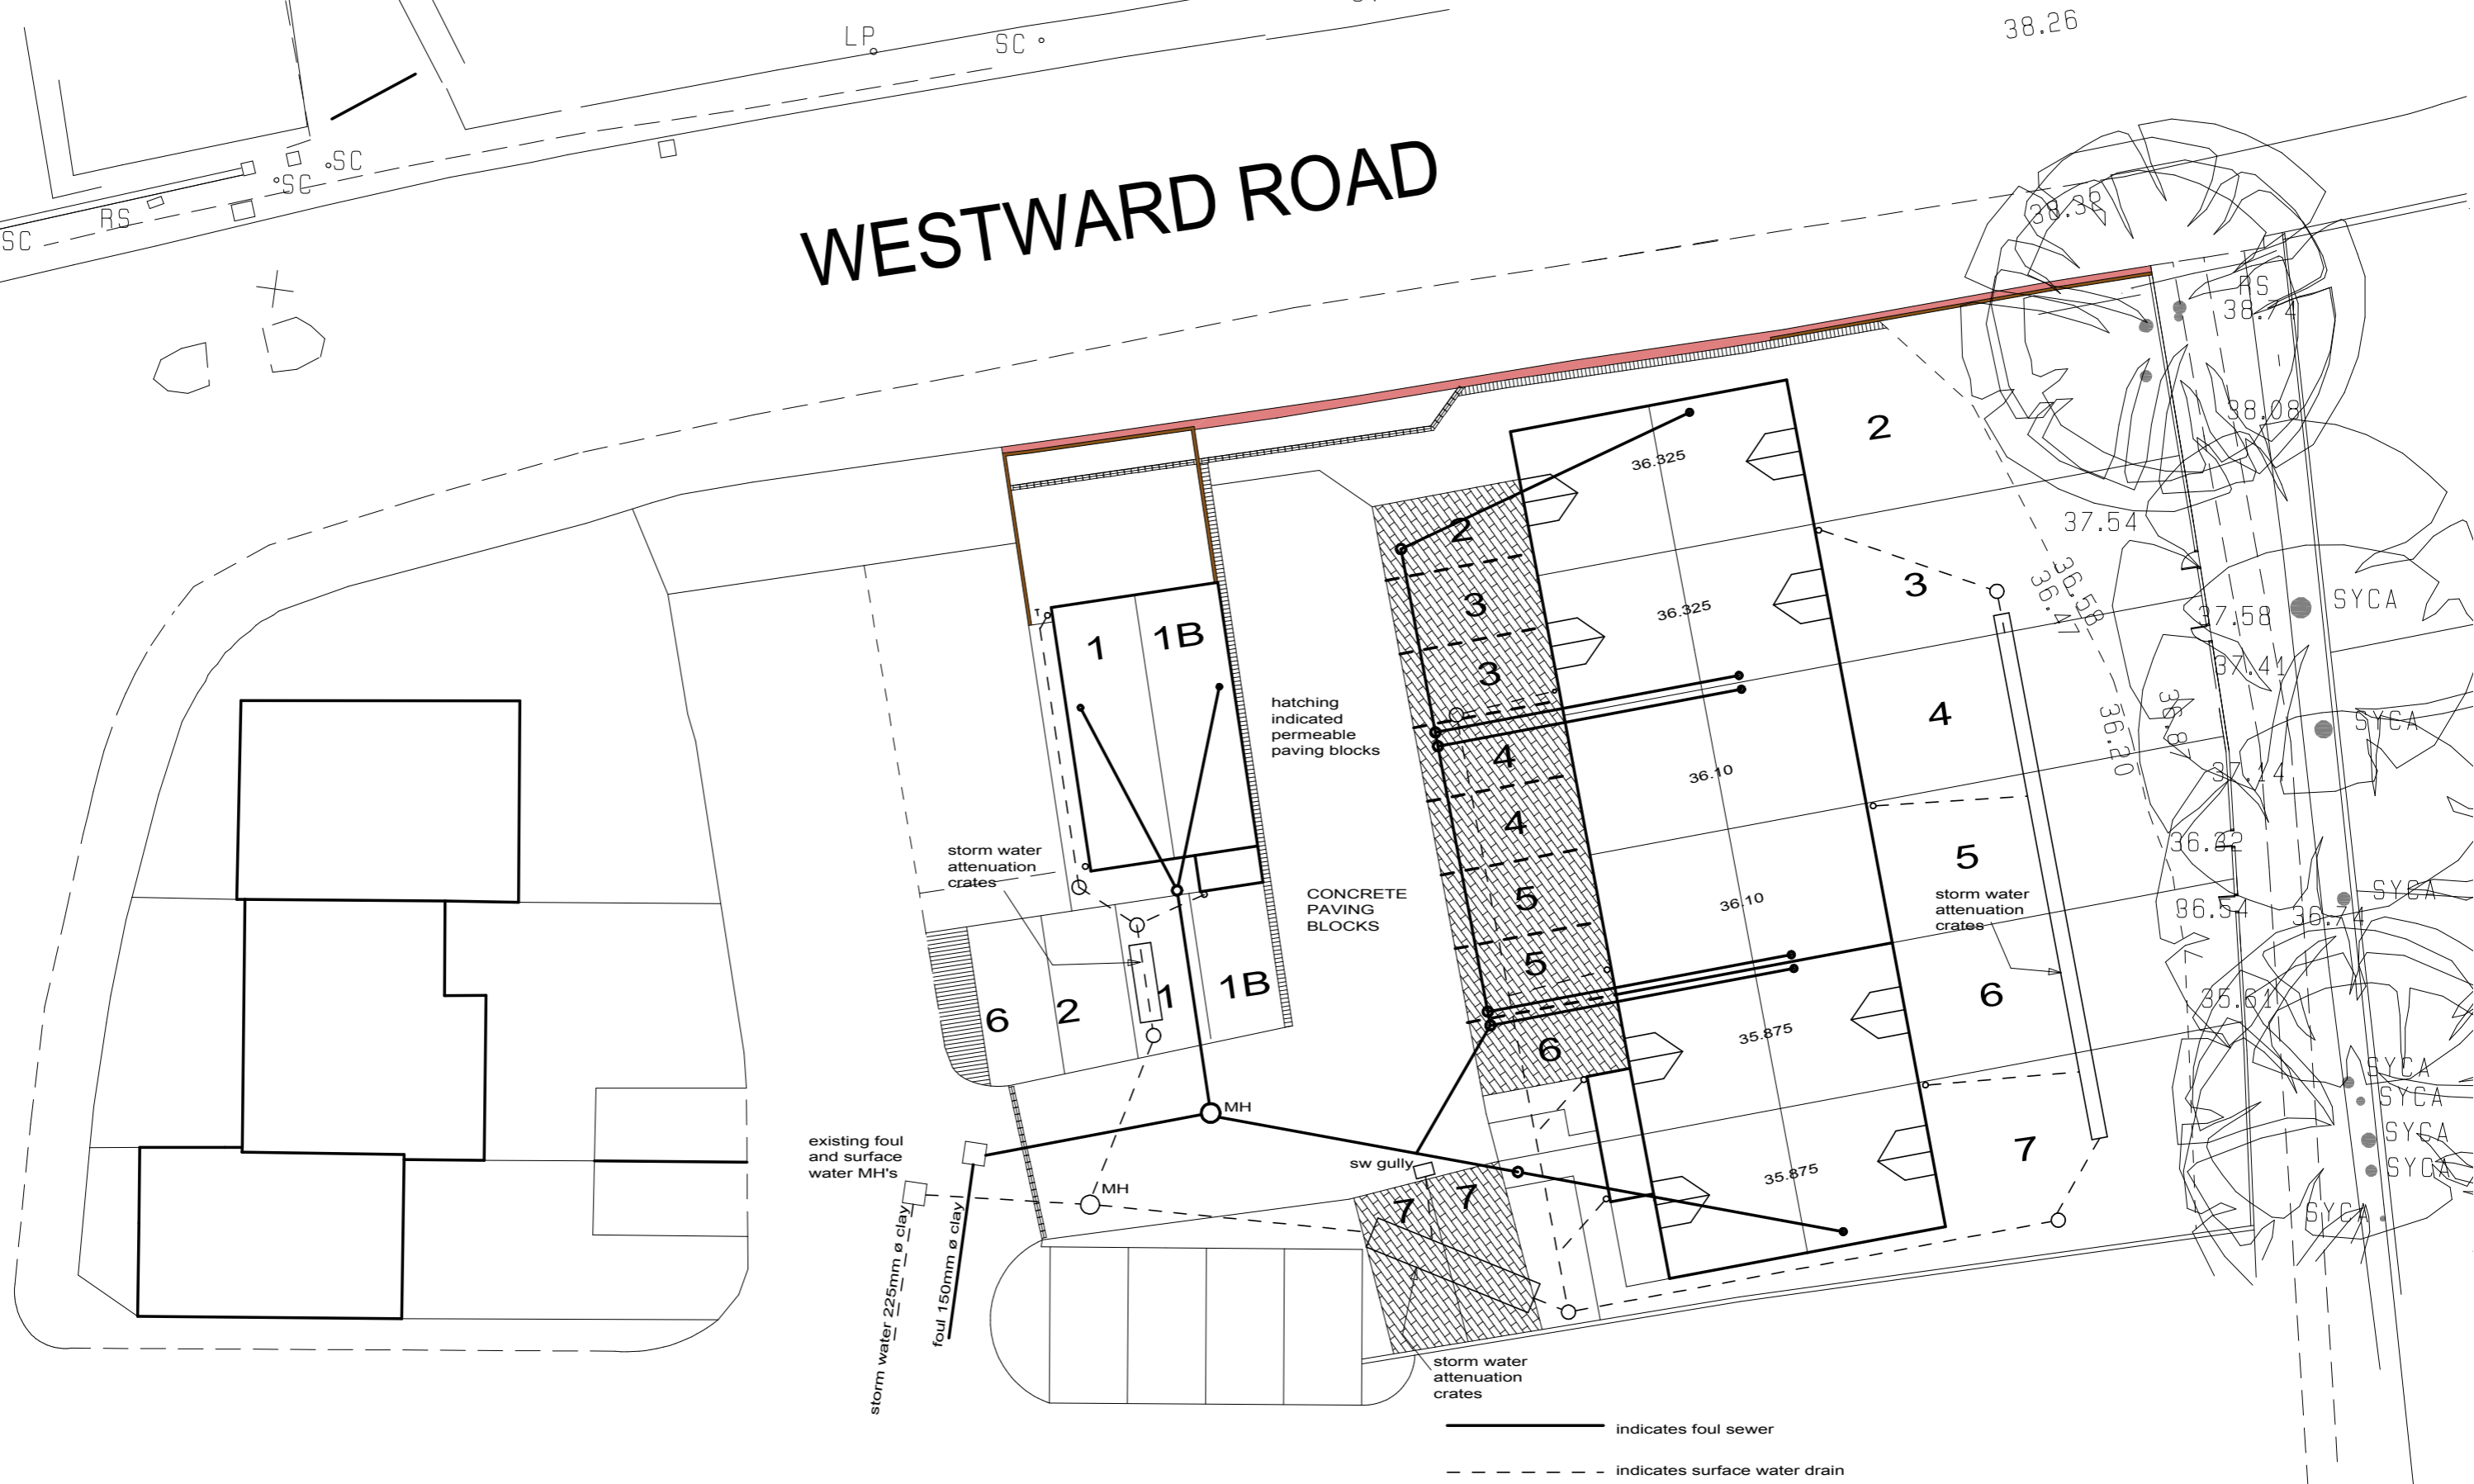 38.26
LP
SC
SC
SC
RS
SC
WESTWARD ROAD
38.32
RS
38.74
38.08
2
36.325
2
37.54
3
36.325
3
3
36.58
36.47
SYCA
37.58
37.41
1
1B
hatching
indicated
permeable
paving blocks
4
36.10
4
36.87
36.20
SYCA
37.14
4
5
36.32
storm water
attenuation
crates
CONCRETE
PAVING
BLOCKS
5
36.10
storm water
attenuation
crates
SYCA
36.54
36.74
5
6
35.61
6
2
1
1B
6
35.875
SYCA
SYCA
SYCA
SYCA
SYCA
MH
existing foul
and surface
water MH's
sw gully
7
7
7
35.875
MH
storm water 225mm ø clay
foul 150mm ø clay
storm water
attenuation
crates
indicates foul sewer
indicates surface water drain